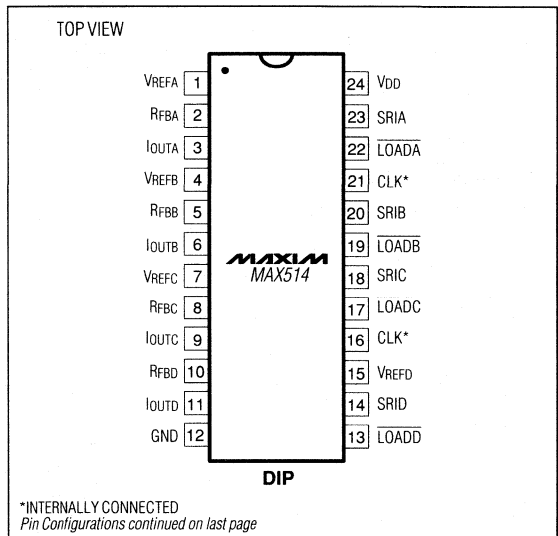 TOP VIEW
VREFA 1
RFBA 2
IOUTA 3
VREFB 4
RFBB 5
IOUTB 6
VREFC 7
RFBC 8
IOUTC 9
RFBD 10
IOUTD 11
GND 12
24 VDD
23 SRIA
22 L̅O̅A̅D̅A̅
21 CLK*
20 SRIB
19 L̅O̅A̅D̅B̅
18 SRIC
17 LOADC
16 CLK*
15 VREFD
14 SRID
13 L̅O̅A̅D̅D̅
MAXIM
MAX514
DIP
*INTERNALLY CONNECTED
Pin Configurations continued on last page